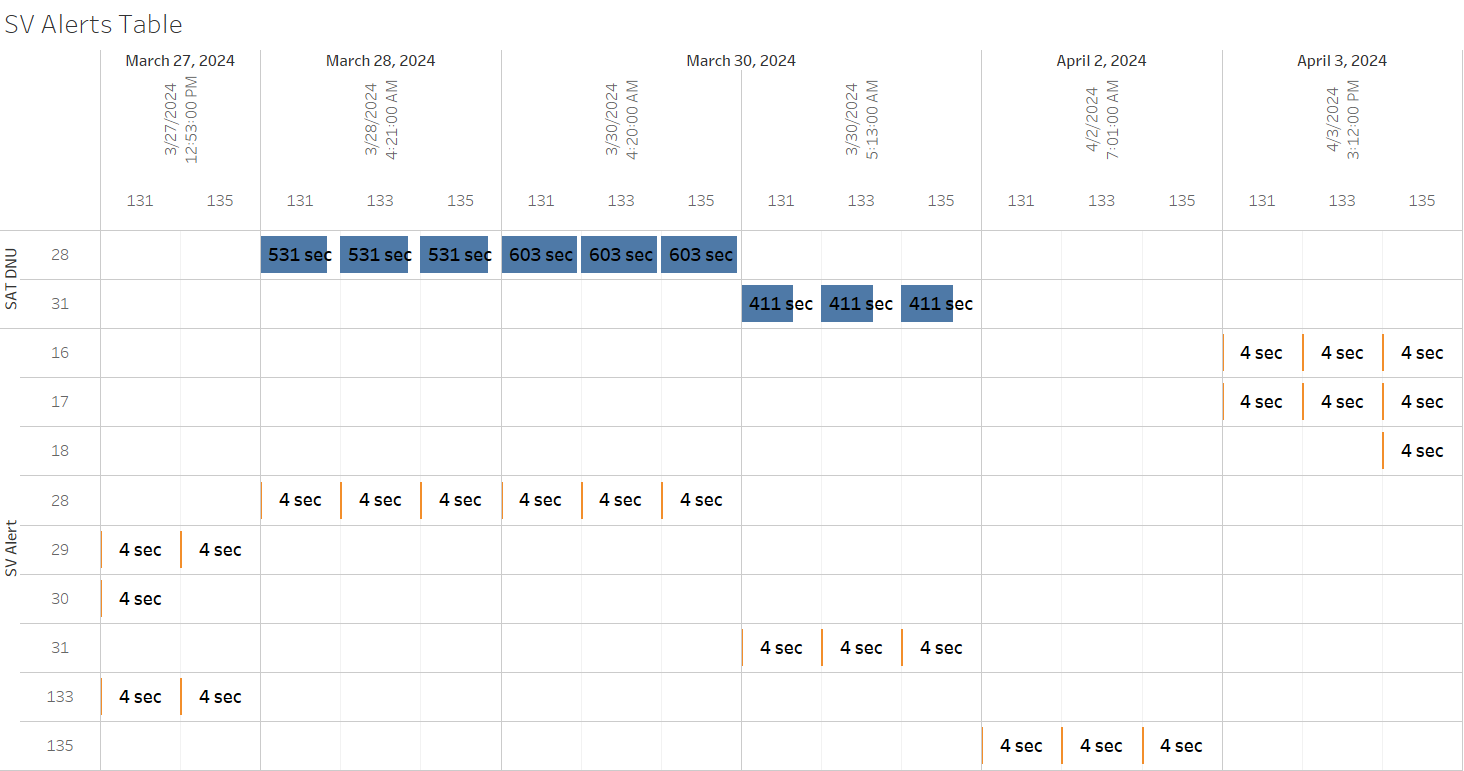 SV Alerts Table
March 27, 2024 March 28, 2024 March 30, 2024 April 2, 2024 April 3, 2024
3/27/2024 12:53:00 PM 3/28/2024 4:21:00 AM 3/30/2024 4:20:00 AM 3/30/2024 5:13:00 AM 4/2/2024 7:01:00 AM 4/3/2024 3:12:00 PM
131 135 131 133 135 131 133 135 131 133 135 131 133 135 131 133 135
SAT DNU
28 531 sec 531 sec 531 sec 603 sec 603 sec 603 sec
31 411 sec 411 sec 411 sec
SV Alert
16 4 sec 4 sec 4 sec
17 4 sec 4 sec 4 sec
18 4 sec
28 4 sec 4 sec 4 sec 4 sec 4 sec 4 sec
29 4 sec 4 sec
30 4 sec
31 4 sec 4 sec 4 sec
133 4 sec 4 sec
135 4 sec 4 sec 4 sec